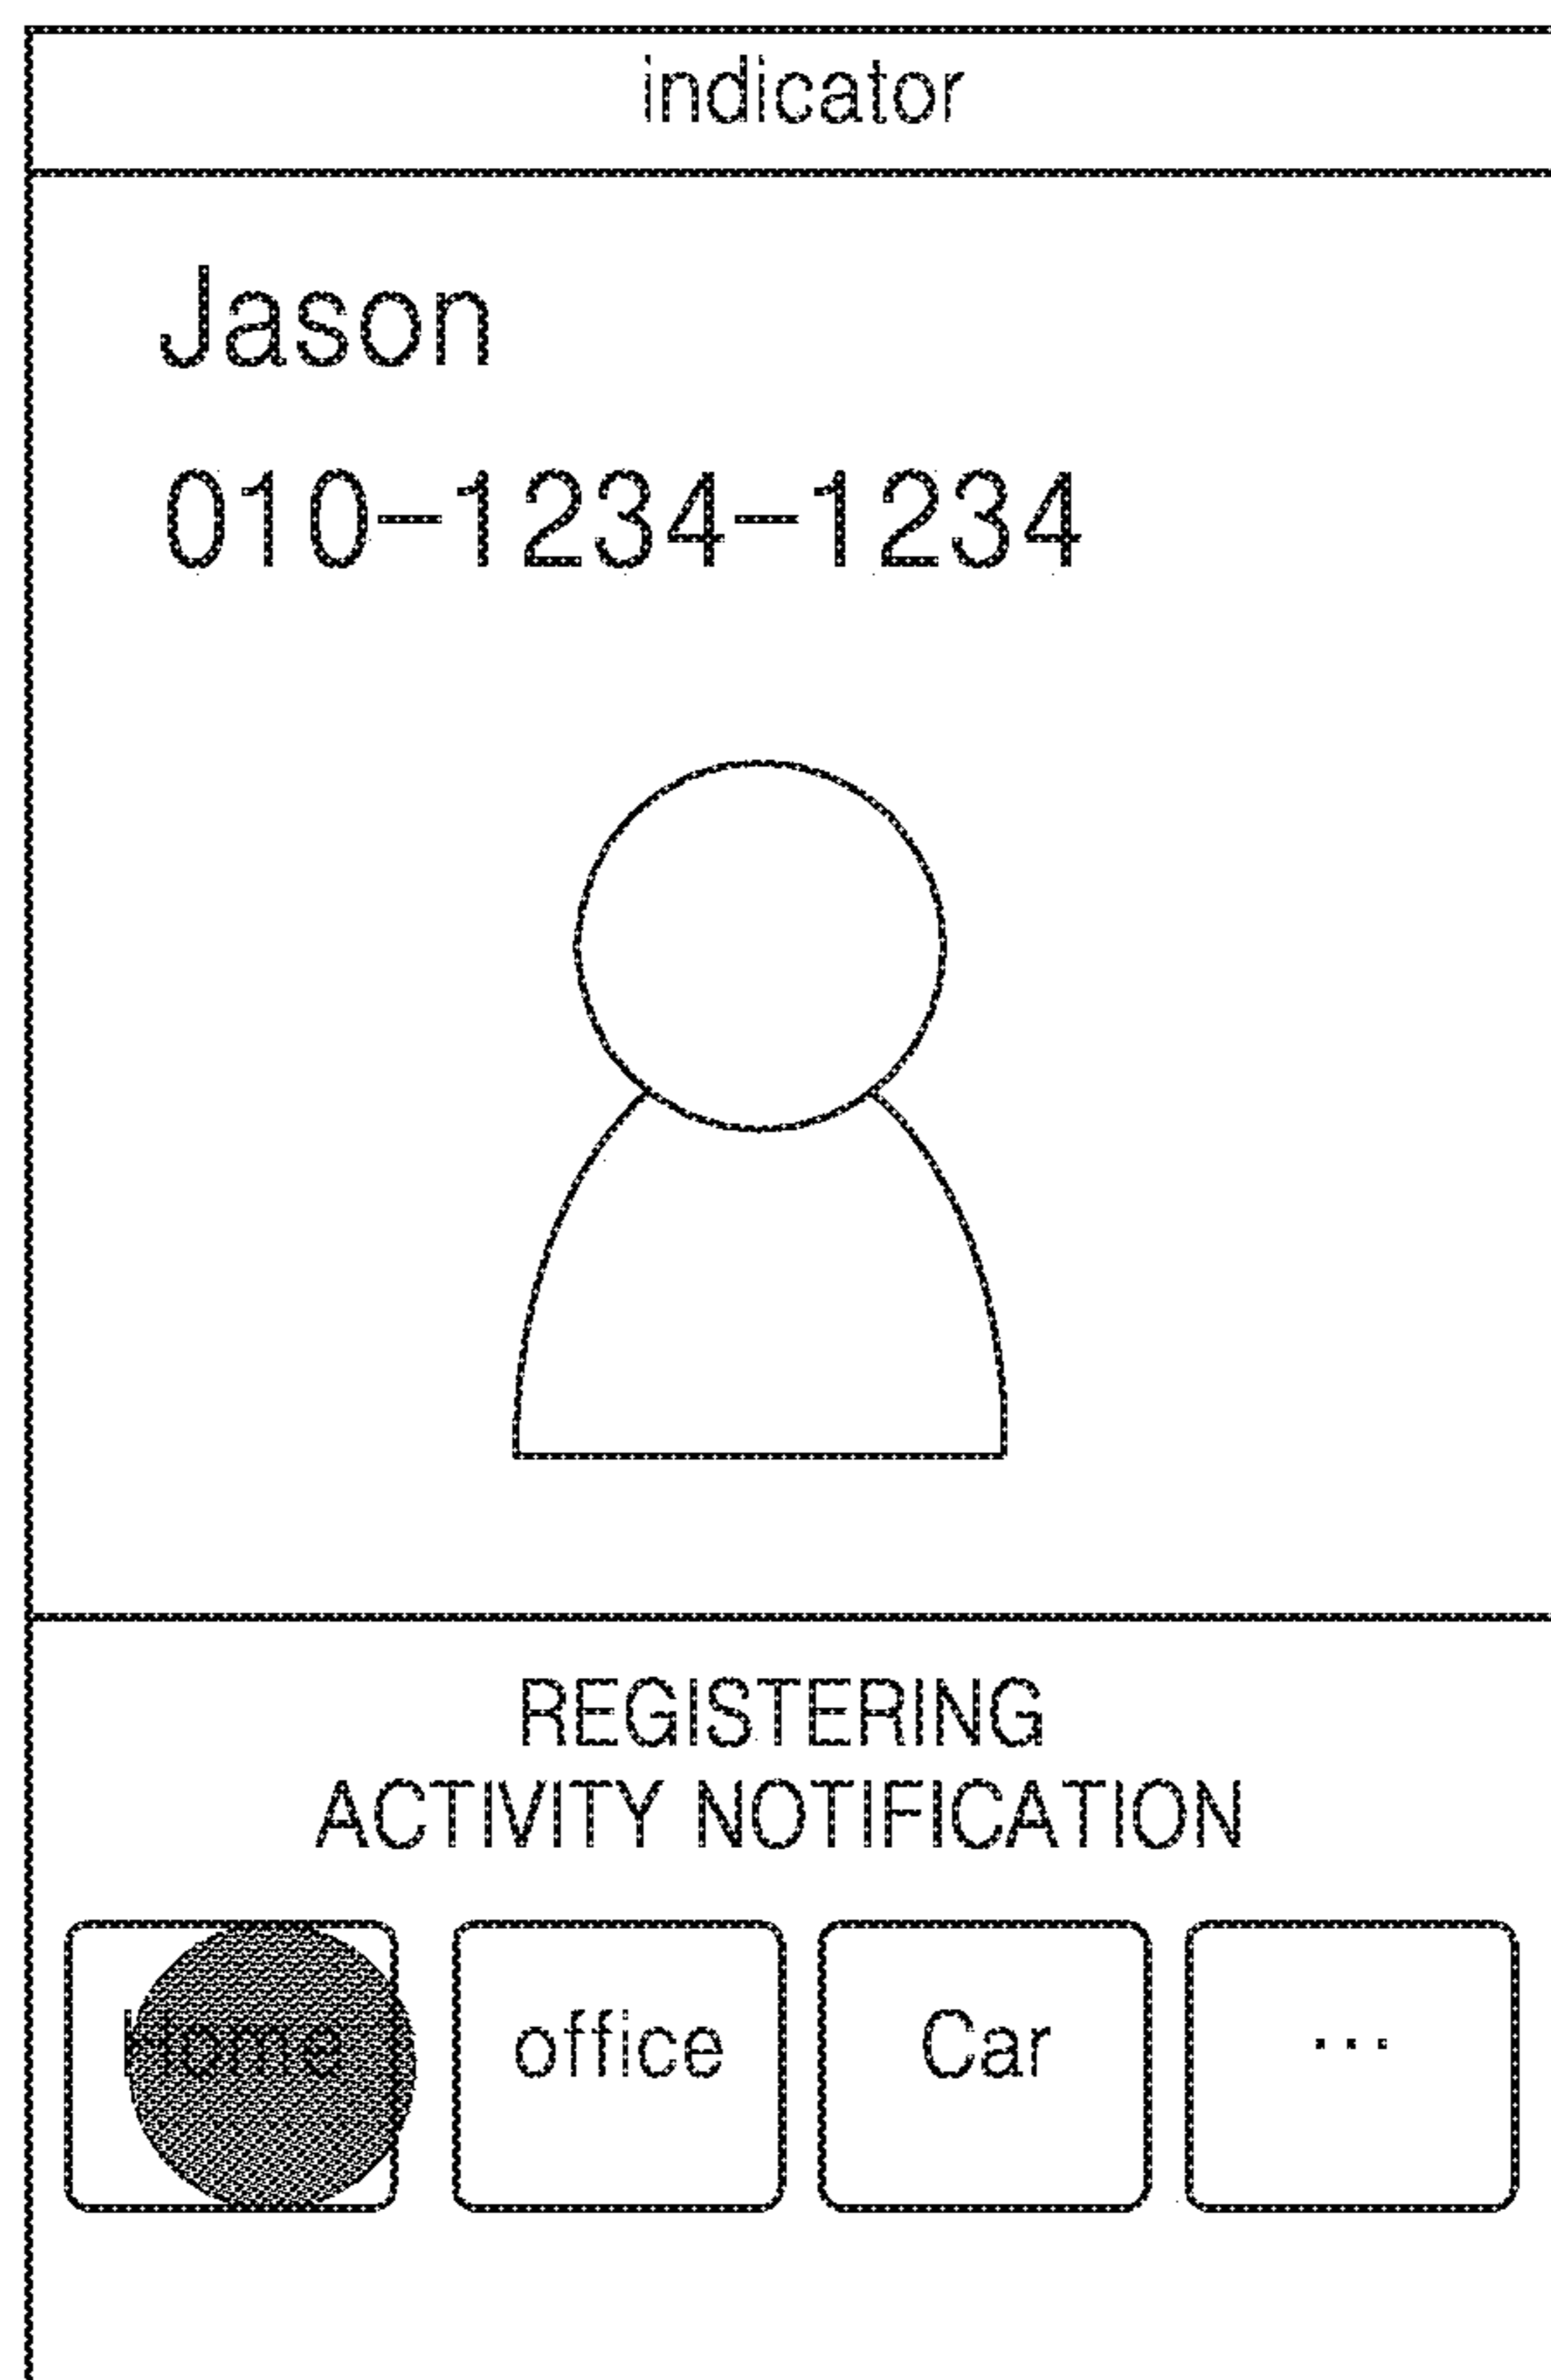 indicator
Jason
010-1234-1234
REGISTERING
ACTIVITY NOTIFICATION
Home office Car ...